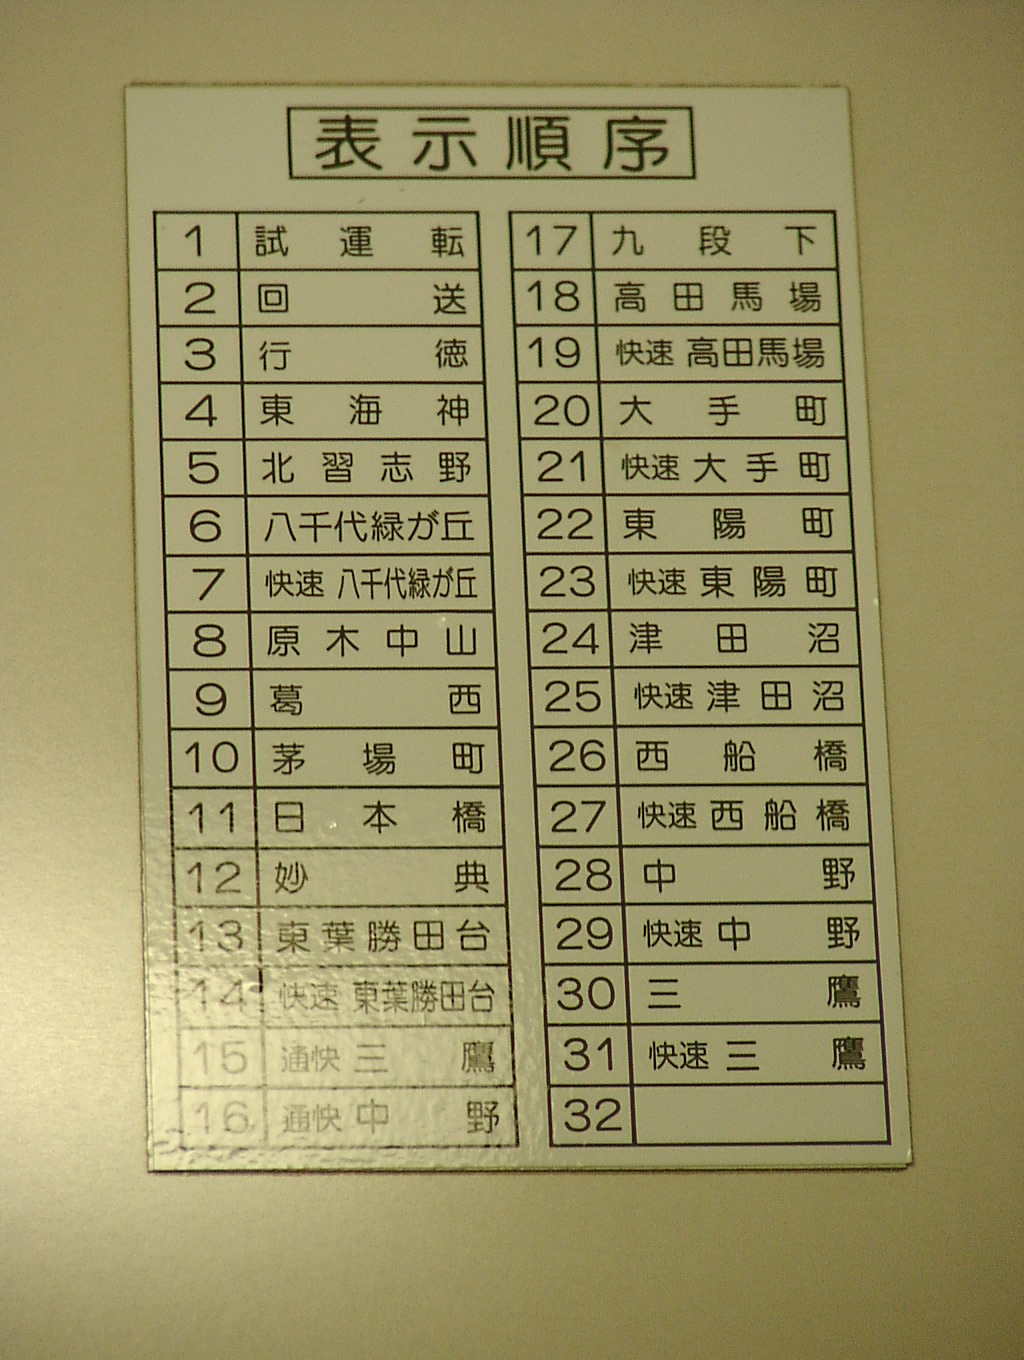 表示順序
1 試運転
2 回送
3 行徳
4 東海神
5 北習志野
6 八千代緑が丘
7 快速 八千代緑が丘
8 原木中山
9 葛西
10 茅場町
11 日本橋
12 妙典
13 東葉勝田台
14 快速 東葉勝田台
15 通快 三鷹
16 通快 中野
17 九段下
18 高田馬場
19 快速 高田馬場
20 大手町
21 快速 大手町
22 東陽町
23 快速 東陽町
24 津田沼
25 快速 津田沼
26 西船橋
27 快速 西船橋
28 中野
29 快速 中野
30 三鷹
31 快速 三鷹
32